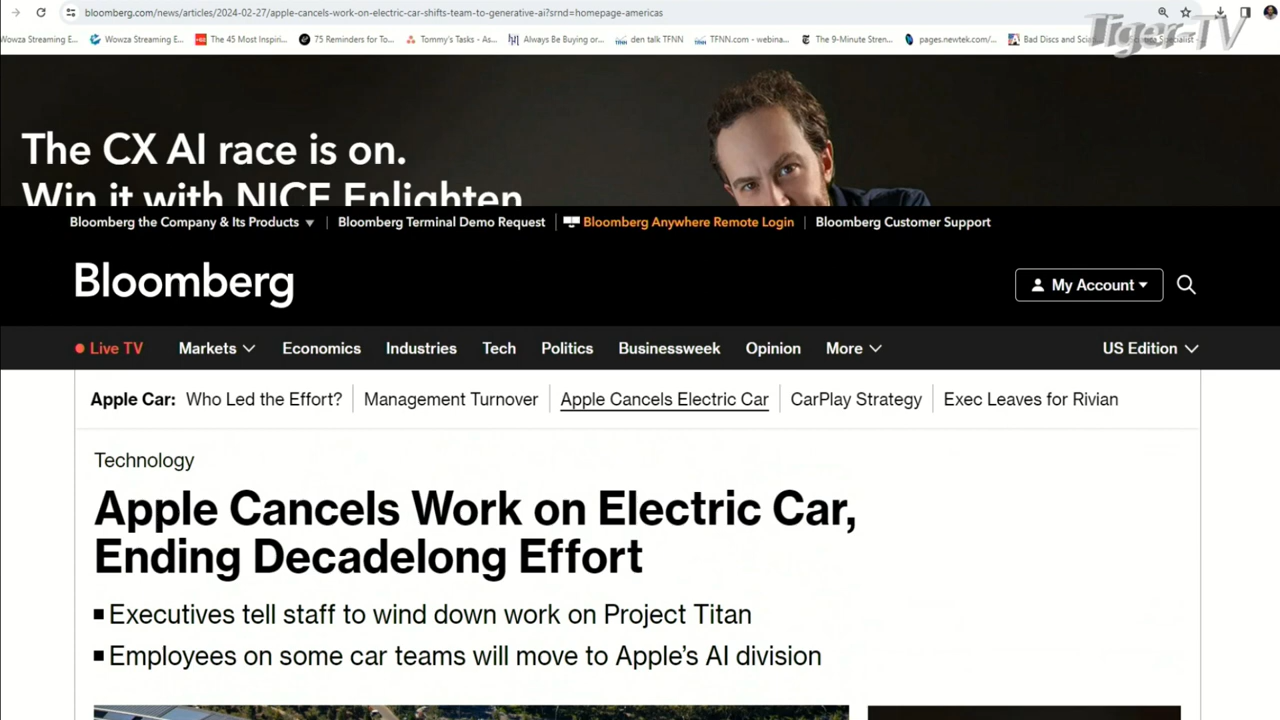 bloomberg.com/news/articles/2024-02-27/apple-cancels-work-on-electric-car-shifts-team-to-generative-ai?srnd=homepage-americas
Wowza Streaming E... Wowza Streaming E... The 45 Most Inspiri... 75 Reminders for To... Tommy's Tasks - As... Always Be Buying or... den talk TFNN TFNN.com - webina... The 9-Minute Stren... pages.newtek.com/... Bad Discs and Scia Specialist
Tiger-TV
The CX AI race is on.
Win it with NICE Enlighten
Bloomberg the Company & Its Products ▾ | Bloomberg Terminal Demo Request | Bloomberg Anywhere Remote Login | Bloomberg Customer Support
Bloomberg
My Account
Live TV Markets Economics Industries Tech Politics Businessweek Opinion More US Edition
Apple Car: Who Led the Effort? Management Turnover Apple Cancels Electric Car CarPlay Strategy Exec Leaves for Rivian
Technology
Apple Cancels Work on Electric Car,
Ending Decadelong Effort
■ Executives tell staff to wind down work on Project Titan
■ Employees on some car teams will move to Apple's AI division